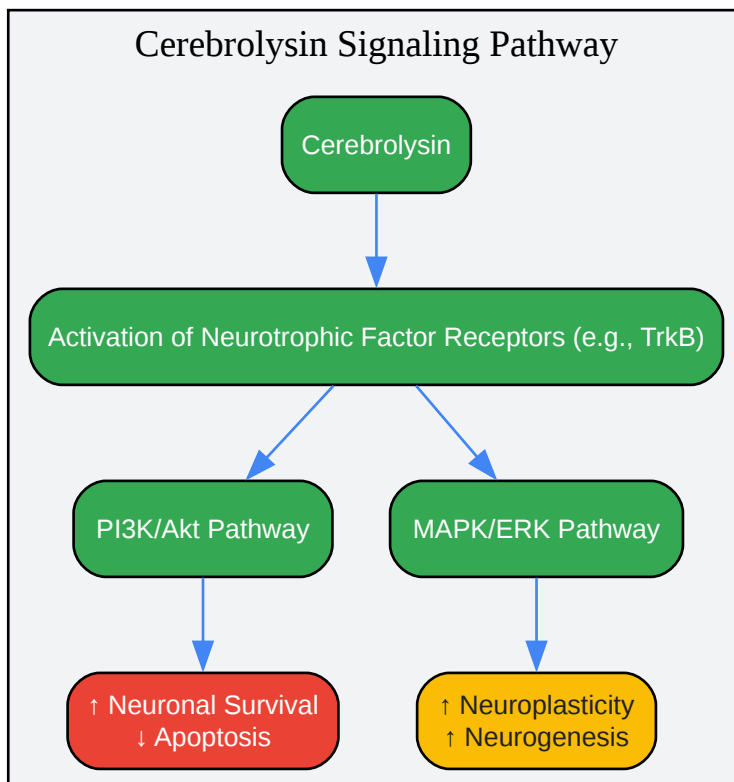 Cerebrolysin Signaling Pathway
Cerebrolysin
Activation of Neurotrophic Factor Receptors (e.g., TrkB)
PI3K/Akt Pathway
MAPK/ERK Pathway
↑ Neuronal Survival
↓ Apoptosis
↑ Neuroplasticity
↑ Neurogenesis